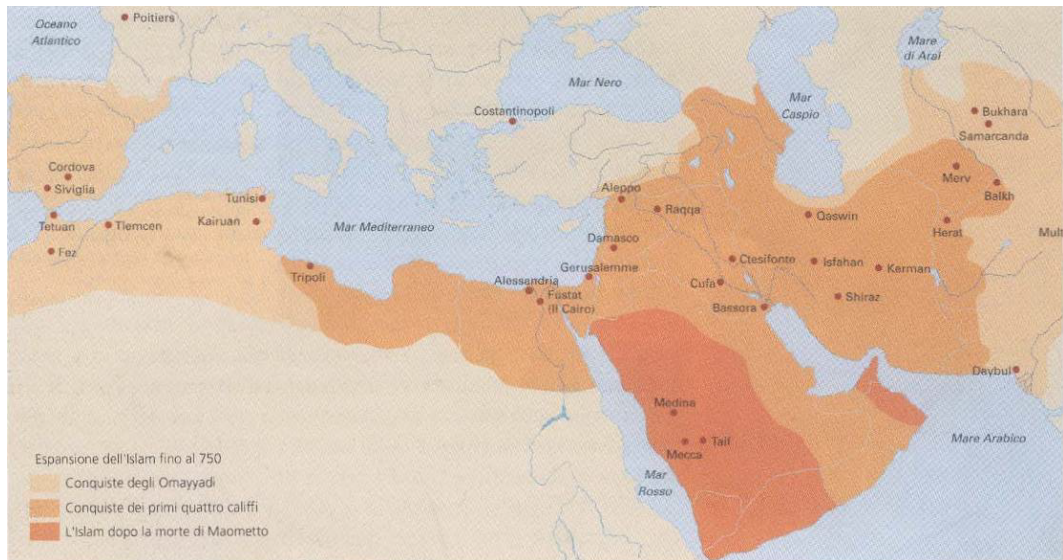 Oceano
Atlantico
Poitiers
Mare
di Aral
Mar Nero
Mar
Caspio
Costantinopoli
Bukhara
Samarcanda
Cordova
Siviglia
Merv
Balkh
Tunisi
Aleppo
Raqqa
Qaswin
Tetuan
Tlemcen
Kairuan
Mar Mediterraneo
Herat
Mult
Fez
Damasco
Tripoli
Gerusalemme
Ctesifonte
Isfahan
Kerman
Alessandria
Fustat
(Il Cairo)
Cufa
Bassora
Shiraz
Daybul
Medina
Mecca
Taif
Mare Arabico
Mar
Rosso
Espansione dell'Islam fino al 750
Conquiste degli Omayyadi
Conquiste dei primi quattro califfi
L'Islam dopo la morte di Maometto